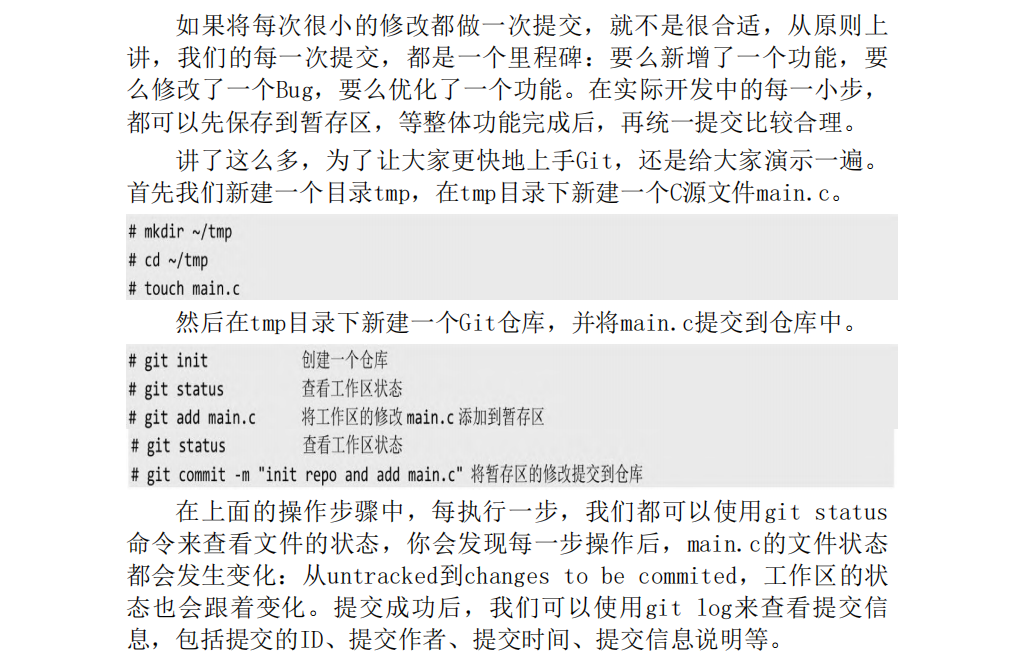 如果将每次很小的修改都做一次提交，就不是很合适，从原则上
讲，我们的每一次提交，都是一个里程碑：要么新增了一个功能，要
么修改了一个Bug，要么优化了一个功能。在实际开发中的每一小步，
都可以先保存到暂存区，等整体功能完成后，再统一提交比较合理。
讲了这么多，为了让大家更快地上手Git，还是给大家演示一遍。
首先我们新建一个目录tmp，在tmp目录下新建一个C源文件main.c。
# mkdir ~/tmp
# cd ~/tmp
# touch main.c
然后在tmp目录下新建一个Git仓库，并将main.c提交到仓库中。
# git init 创建一个仓库
# git status 查看工作区状态
# git add main.c 将工作区的修改 main.c 添加到暂存区
# git status 查看工作区状态
# git commit -m "init repo and add main.c" 将暂存区的修改提交到仓库
在上面的操作步骤中，每执行一步，我们都可以使用git status
命令来查看文件的状态，你会发现每一步操作后，main.c的文件状态
都会发生变化：从untracked到changes to be commited，工作区的状
态也会跟着变化。提交成功后，我们可以使用git log来查看提交信
息，包括提交的ID、提交作者、提交时间、提交信息说明等。